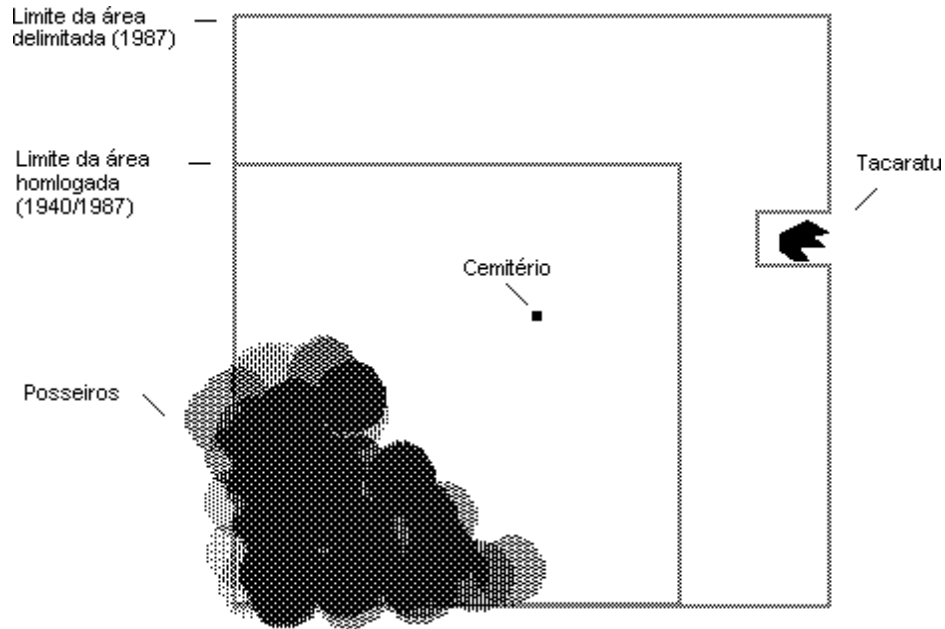 Limite da área
delimitada (1987)
Limite da área
homlogada
(1940/1987)
Tacaratu
Cemitério
Posseiros